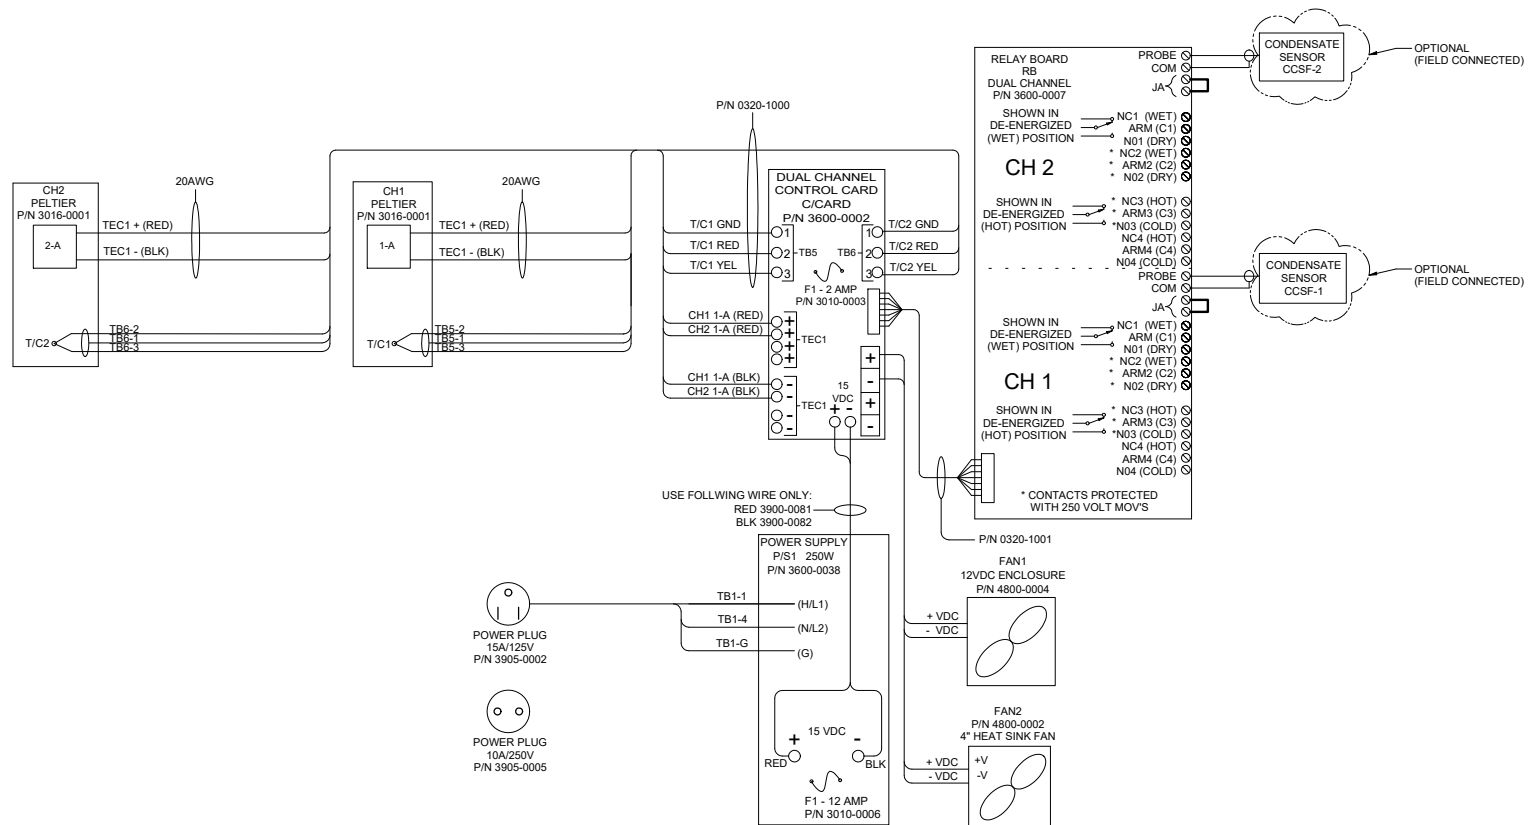 CH2
PELTIER
P/N 3016-0001
2-A
TEC1 + (RED)
TEC1 - (BLK)
20AWG
T/C2
TB6-2
TB6-1
TB6-3
CH1
PELTIER
P/N 3016-0001
1-A
TEC1 + (RED)
TEC1 - (BLK)
20AWG
T/C1
TB5-2
TB5-1
TB5-3
P/N 0320-1000
DUAL CHANNEL
CONTROL CARD
C/CARD
P/N 3600-0002
T/C1 GND
T/C1 RED
T/C1 YEL
1
2
3
TB5
TB6
1
2
3
T/C2 GND
T/C2 RED
T/C2 YEL
F1 - 2 AMP
P/N 3010-0003
CH1 1-A (RED)
CH2 1-A (RED)
+
+
+
+
TEC1
CH1 1-A (BLK)
CH2 1-A (BLK)
-
-
-
-
TEC1
15
VDC
+ -
+
-
+
-
USE FOLLWING WIRE ONLY:
RED 3900-0081
BLK 3900-0082
POWER SUPPLY
P/S1 250W
P/N 3600-0038
TB1-1
(H/L1)
TB1-4
(N/L2)
TB1-G
(G)
15 VDC
+
-
RED
BLK
F1 - 12 AMP
P/N 3010-0006
POWER PLUG
15A/125V
P/N 3905-0002
POWER PLUG
10A/250V
P/N 3905-0005
RELAY BOARD
RB
DUAL CHANNEL
P/N 3600-0007
PROBE
COM
JA
SHOWN IN
DE-ENERGIZED
(WET) POSITION
NC1 (WET)
ARM (C1)
N01 (DRY)
* NC2 (WET)
* ARM2 (C2)
* N02 (DRY)
CH 2
SHOWN IN
DE-ENERGIZED
(HOT) POSITION
* NC3 (HOT)
* ARM3 (C3)
*N03 (COLD)
NC4 (HOT)
ARM4 (C4)
N04 (COLD)
PROBE
COM
JA
SHOWN IN
DE-ENERGIZED
(WET) POSITION
NC1 (WET)
ARM (C1)
N01 (DRY)
* NC2 (WET)
* ARM2 (C2)
* N02 (DRY)
CH 1
SHOWN IN
DE-ENERGIZED
(HOT) POSITION
* NC3 (HOT)
* ARM3 (C3)
*N03 (COLD)
NC4 (HOT)
ARM4 (C4)
N04 (COLD)
* CONTACTS PROTECTED
WITH 250 VOLT MOV'S
P/N 0320-1001
CONDENSATE
SENSOR
CCSF-2
OPTIONAL
(FIELD CONNECTED)
CONDENSATE
SENSOR
CCSF-1
OPTIONAL
(FIELD CONNECTED)
FAN1
12VDC ENCLOSURE
P/N 4800-0004
+ VDC
- VDC
FAN2
P/N 4800-0002
4" HEAT SINK FAN
+ VDC
- VDC
+V
-V